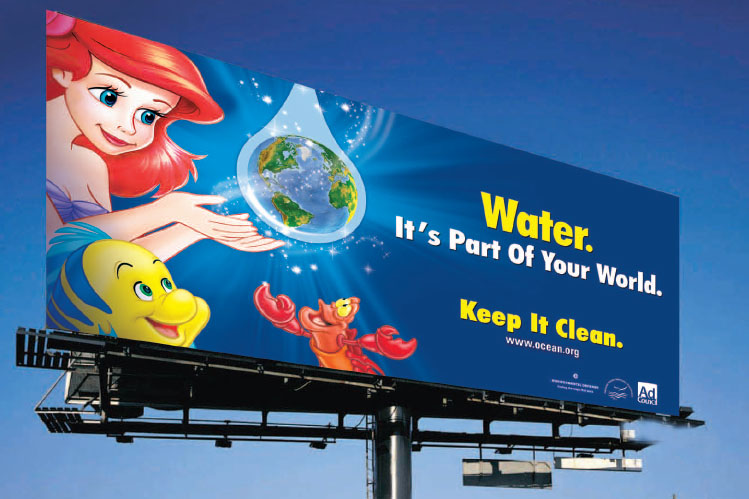 Water.
It's Part Of Your World.
Keep It Clean.
www.ocean.org
Ad
Council